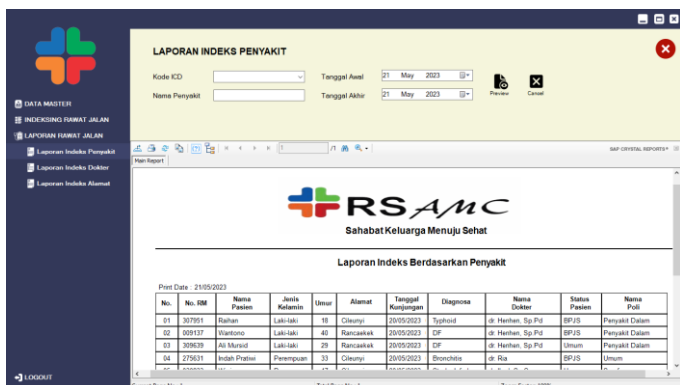 LAPORAN INDEKS PENYAKIT
Kode ICD
Tanggal Awal 21 May 2023
Nama Penyakit
Tanggal Akhir 21 May 2023
Preview Cancel
DATA MASTER
INDEKSING RAWAT JALAN
LAPORAN RAWAT JALAN
Laporan Indeks Penyakit
Laporan Indeks Dokter
Laporan Indeks Alamat
LOGOUT
1 /1 SAP CRYSTAL REPORTS
Main Report
RS AMC
Sahabat Keluarga Menuju Sehat
Laporan Indeks Berdasarkan Penyakit
Print Date : 21/05/2023
No. No. RM Nama Pasien Jenis Kelamin Umur Alamat Tanggal Kunjungan Diagnosa Nama Dokter Status Pasien Nama Poli
01 307951 Raihan Laki-laki 18 Cileunyi 20/05/2023 Typhoid dr. Henhen, Sp.Pd BPJS Penyakit Dalam
02 009137 Wantono Laki-laki 40 Rancaekek 20/05/2023 DF dr. Henhen, Sp.Pd BPJS Penyakit Dalam
03 309639 Ali Mursid Laki-laki 29 Rancaekek 20/05/2023 DF dr. Henhen, Sp.Pd Umum Penyakit Dalam
04 275631 Indah Pratiwi Perempuan 33 Cileunyi 20/05/2023 Bronchitis dr. Ria BPJS Umum